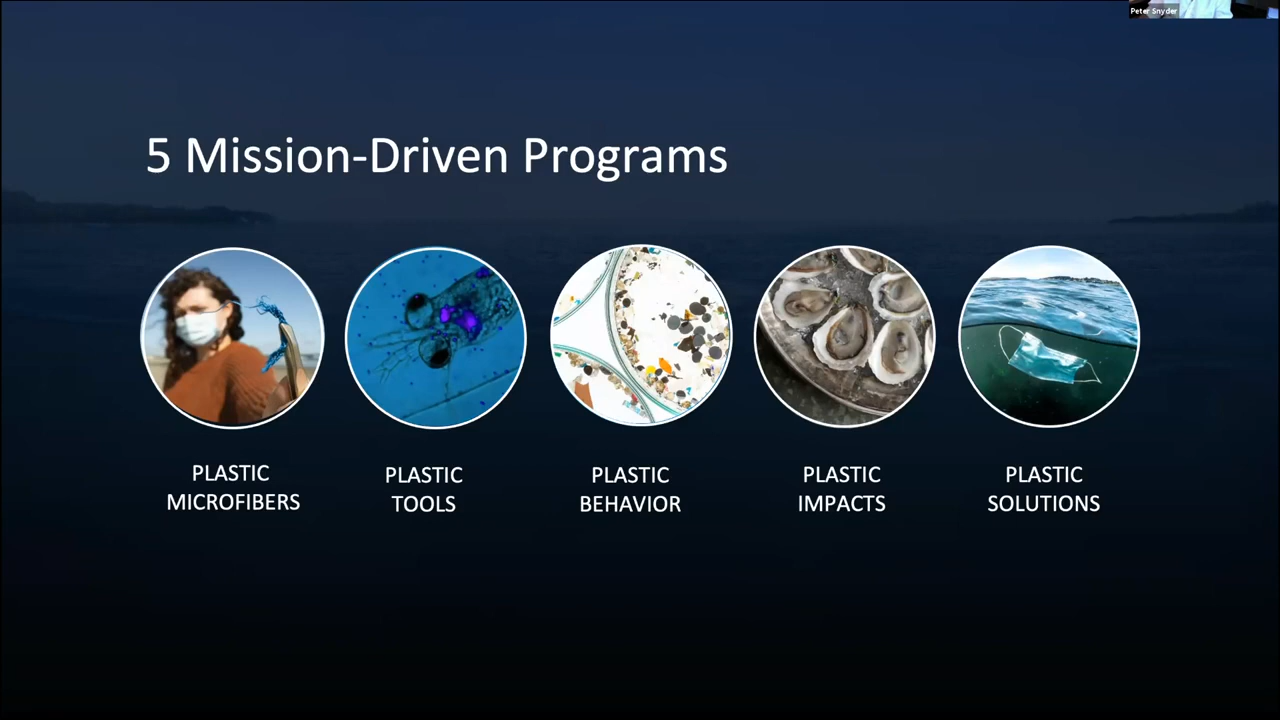 Peter Snyder
5 Mission-Driven Programs
PLASTIC
MICROFIBERS
PLASTIC
TOOLS
PLASTIC
BEHAVIOR
PLASTIC
IMPACTS
PLASTIC
SOLUTIONS